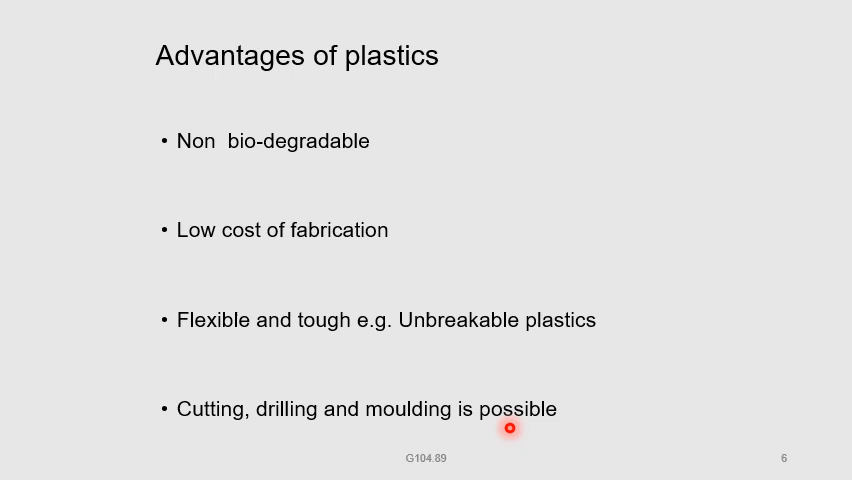 Advantages of plastics
• Non  bio-degradable
• Low cost of fabrication
• Flexible and tough e.g. Unbreakable plastics
• Cutting, drilling and moulding is possible
G104.89
6